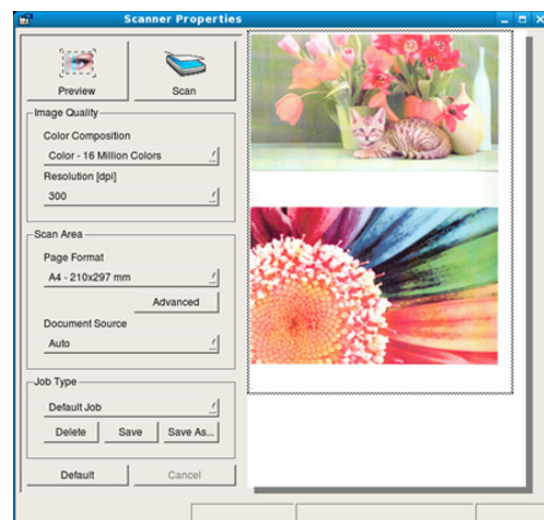 Scanner Properties
Preview
Scan
Image Quality
Color Composition
Color - 16 Million Colors
Resolution [dpi]
300
Scan Area
Page Format
A4 - 210x297 mm
Advanced
Document Source
Auto
Job Type
Default Job
Delete
Save
Save As...
Default
Cancel